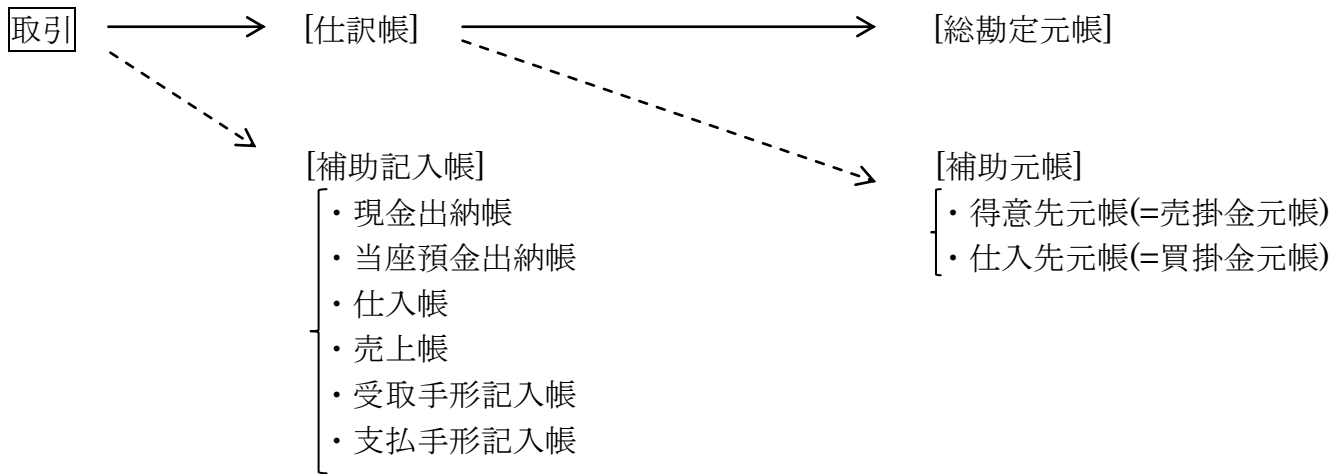 取引
[仕訳帳]
[総勘定元帳]
[補助記入帳]
・現金出納帳
・当座預金出納帳
・仕入帳
・売上帳
・受取手形記入帳
・支払手形記入帳
[補助元帳]
・得意先元帳(=売掛金元帳)
・仕入先元帳(=買掛金元帳)